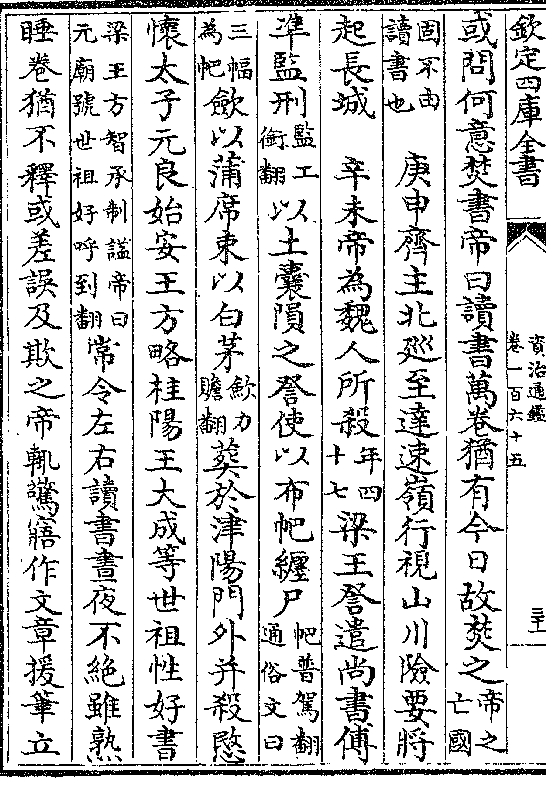 欽定四庫全書
資治通鑑
卷一百六十五
三十
或問何意焚書帝曰讀書萬卷猶有今日故焚之帝之亡國
固不由讀書也 庚申齊主北廵至達速嶺行視山川險要將
起長城 辛未帝為魏人所殺年四十七梁王詧遣尚書傅
準監刑監工銜翻以土囊隕之詧使以布帊纒尸帊普駕翻通俗文曰
三幅為帊歛以蒲席束以白茅歛力贍翻葬於津陽門外并殺愍
懷太子元良始安王方略桂陽王大成等世祖性好書
梁王方智承制諡帝曰元廟號世祖好呼到翻常令左右讀書晝夜不絶雖熟
睡卷猶不釋或差誤及欺之帝輒驚寤作文章援筆立